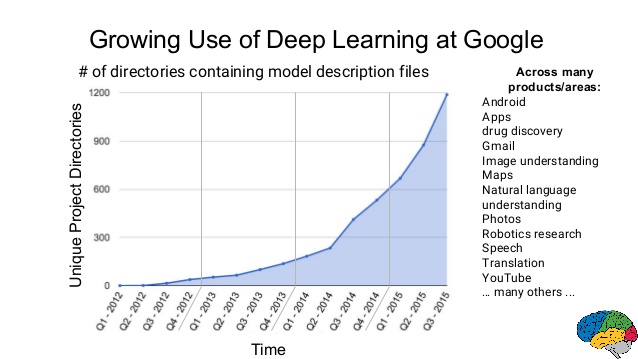 Growing Use of Deep Learning at Google
# of directories containing model description files
Unique Project Directories
1200
900
600
300
0
Q1 - 2012
Q2 - 2012
Q3 - 2012
Q4 - 2012
Q1 - 2013
Q2 - 2013
Q3 - 2013
Q4 - 2013
Q1 - 2014
Q2 - 2014
Q3 - 2014
Q4 - 2014
Q1 - 2015
Q2 - 2015
Q3 - 2015
Time
Across many
products/areas:
Android
Apps
drug discovery
Gmail
Image understanding
Maps
Natural language
understanding
Photos
Robotics research
Speech
Translation
YouTube
... many others ...